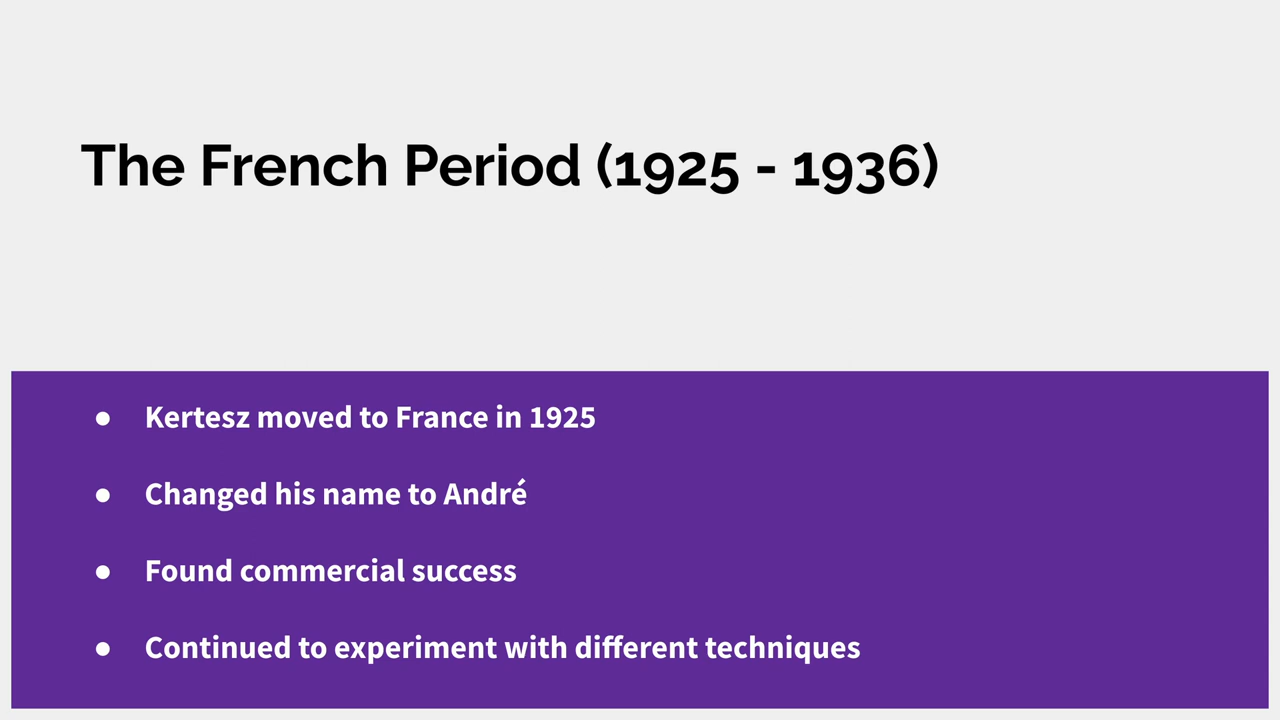 The French Period (1925 - 1936)
● Kertesz moved to France in 1925
● Changed his name to André
● Found commercial success
● Continued to experiment with different techniques